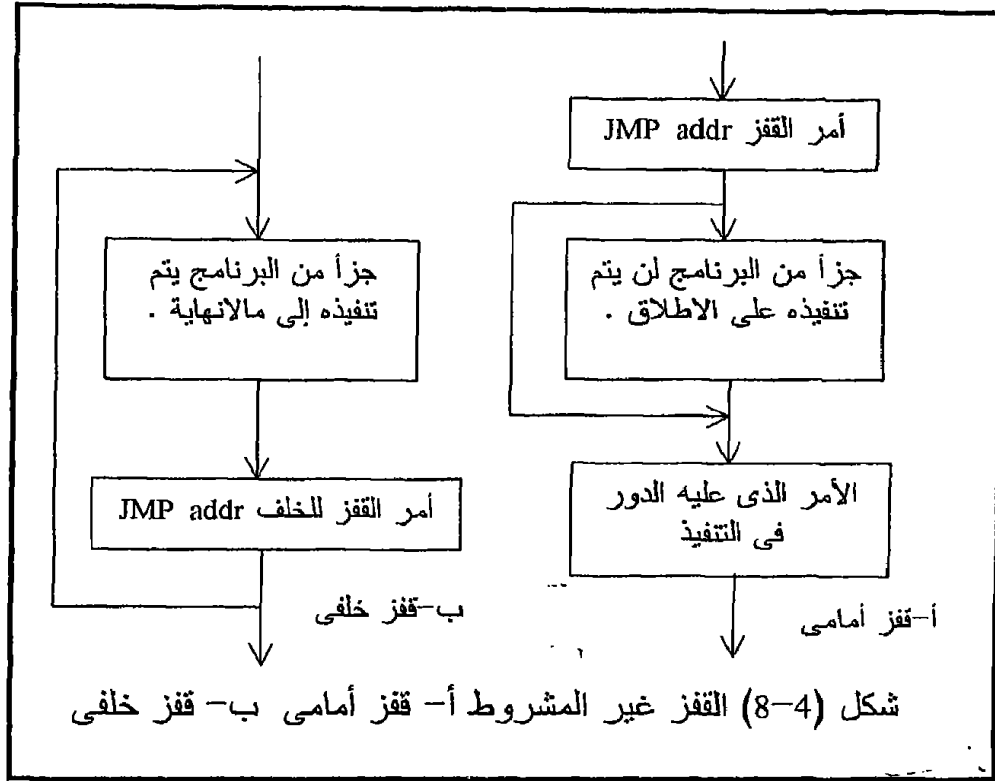 أمر القفز JMP addr
جزأ من البرنامج لن يتم
تنفيذه على الاطلاق .
الأمر الذى عليه الدور
فى التنفيذ
أ-قفز أمامى
جزأ من البرنامج يتم
تنفيذه إلى مالانهاية .
أمر القفز للخلف JMP addr
ب-قفز خلفى
شكل (4-8) القفز غير المشروط أ- قفز أمامى ب- قفز خلفى